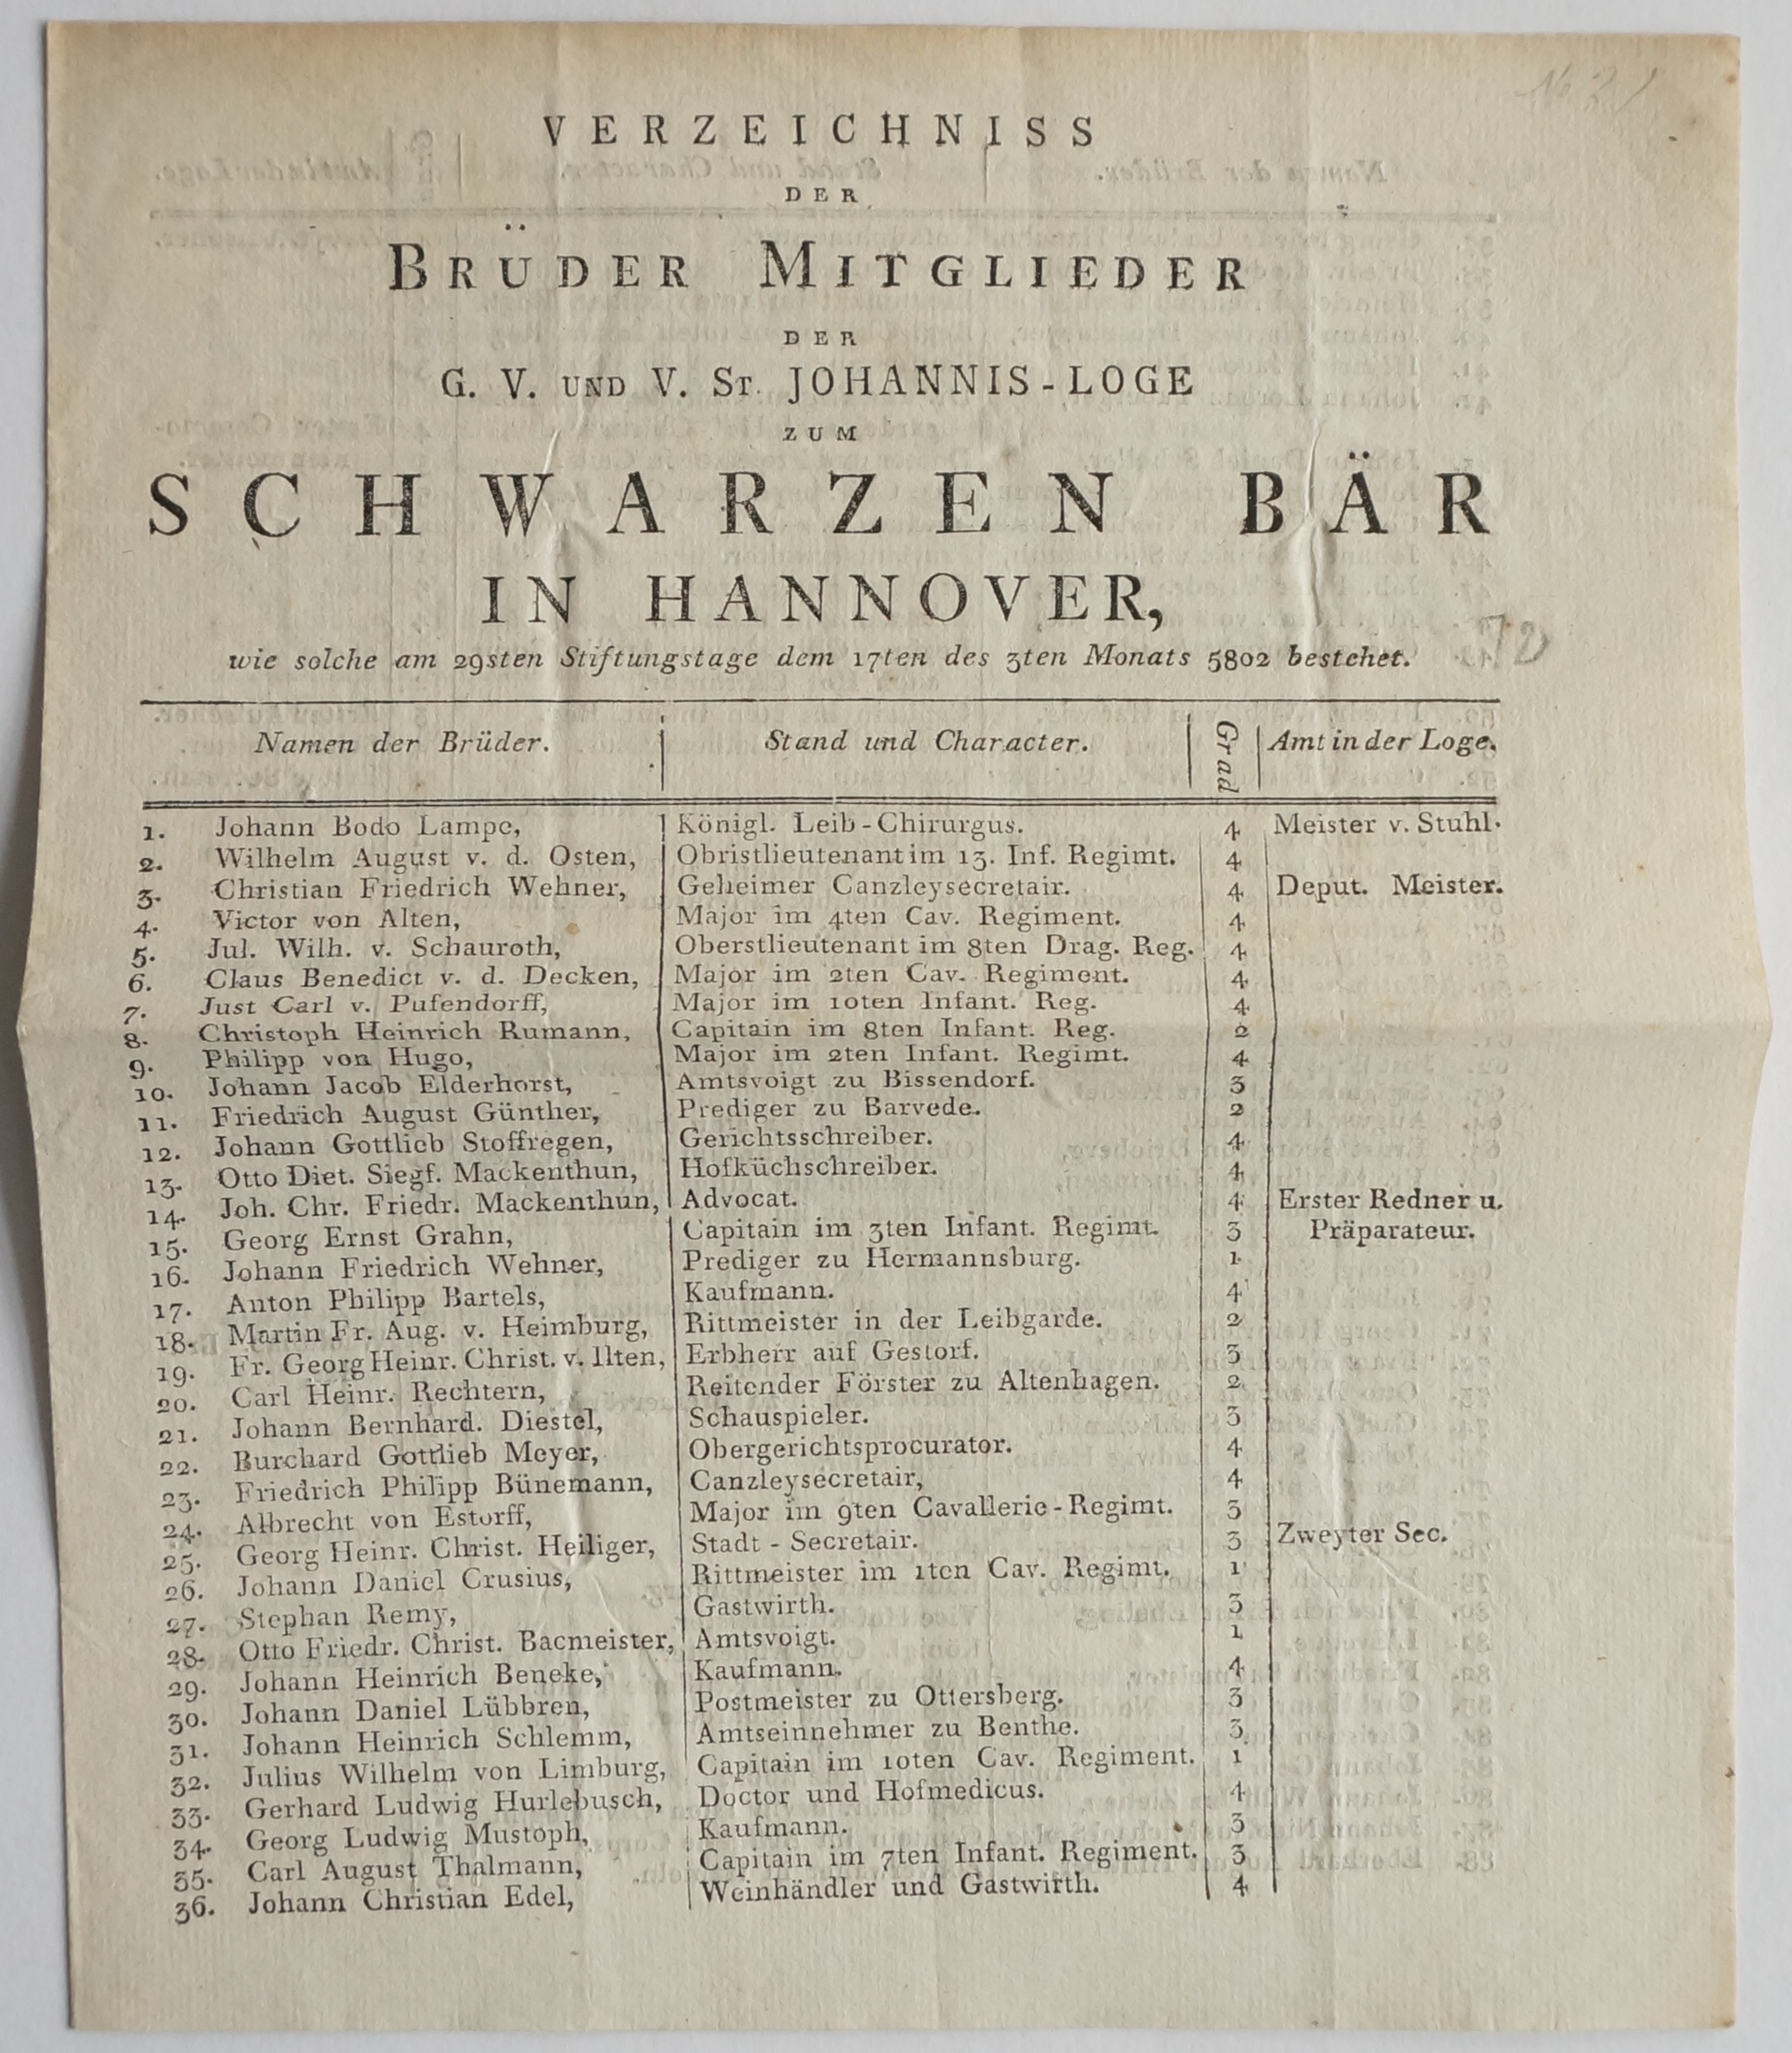 VERZEICHNISS
DER
BRÜDER MITGLIEDER
DER
G. V. UND V. ST. JOHANNIS-LOGE
ZUM
SCHWARZEN BÄR
IN HANNOVER,
wie solche am 29sten Stiftungstage dem 17ten des 3ten Monats 5802 bestehet.
Namen der Brüder. Stand und Character. Grad Amt in der Loge.
1. Johann Bodo Lampe, Königl. Leib-Chirurgus. 4 Meister v. Stuhl.
2. Wilhelm August v. d. Osten, Obristlieutenant im 13. Inf. Regimt. 4
3. Christian Friedrich Wehner, Geheimer Canzleysecretair. 4 Deput. Meister.
4. Victor von Alten, Major im 4ten Cav. Regiment. 4
5. Jul. Wilh. v. Schauroth, Oberstlieutenant im 8ten Drag. Reg. 4
6. Claus Benedict v. d. Decken, Major im 2ten Cav. Regiment. 4
7. Just Carl v. Pufendorff, Major im 10ten Infant. Reg. 4
8. Christoph Heinrich Rumann, Capitain im 8ten Infant. Reg. 2
9. Philipp von Hugo, Major im 2ten Infant. Regimt. 4
10. Johann Jacob Elderhorst, Amtsvoigt zu Bissendorf. 3
11. Friedrich August Günther, Prediger zu Barvede. 2
12. Johann Gottlieb Stoffregen, Gerichtsschreiber. 4
13. Otto Diet. Siegf. Mackenthun, Hofküchschreiber. 4
14. Joh. Chr. Friedr. Mackenthun, Advocat. 4 Erster Redner u.
15. Georg Ernst Grahn, Capitain im 3ten Infant. Regimt. 3 Präparateur.
16. Johann Friedrich Wehner, Prediger zu Hermannsburg. 1
17. Anton Philipp Bartels, Kaufmann. 4
18. Martin Fr. Aug. v. Heimburg, Rittmeister in der Leibgarde. 2
19. Fr. Georg Heinr. Christ. v. Ilten, Erbherr auf Gestorf. 3
20. Carl Heinr. Rechtern, Reitender Förster zu Altenhagen. 2
21. Johann Bernhard. Diestel, Schauspieler. 3
22. Burchard Gottlieb Meyer, Obergerichtsprocurator. 4
23. Friedrich Philipp Bünemann, Canzleysecretair, 4
24. Albrecht von Estorff, Major im 9ten Cavallerie-Regimt. 3
25. Georg Heinr. Christ. Heiliger, Stadt-Secretair. 3 Zweyter Sec.
26. Johann Daniel Crusius, Rittmeister im 1ten Cav. Regimt. 1
27. Stephan Remy, Gastwirth. 3
28. Otto Friedr. Christ. Bacmeister, Amtsvoigt. 1
29. Johann Heinrich Beneke, Kaufmann. 4
30. Johann Daniel Lübbren, Postmeister zu Ottersberg. 3
31. Johann Heinrich Schlemm, Amtseinnehmer zu Benthe. 3
32. Julius Wilhelm von Limburg, Capitain im 10ten Cav. Regiment. 1
33. Gerhard Ludwig Hurlebusch, Doctor und Hofmedicus. 4
34. Georg Ludwig Mustoph, Kaufmann. 3
35. Carl August Thalmann, Capitain im 7ten Infant. Regiment. 3
36. Johann Christian Edel, Weinhändler und Gastwirth. 4